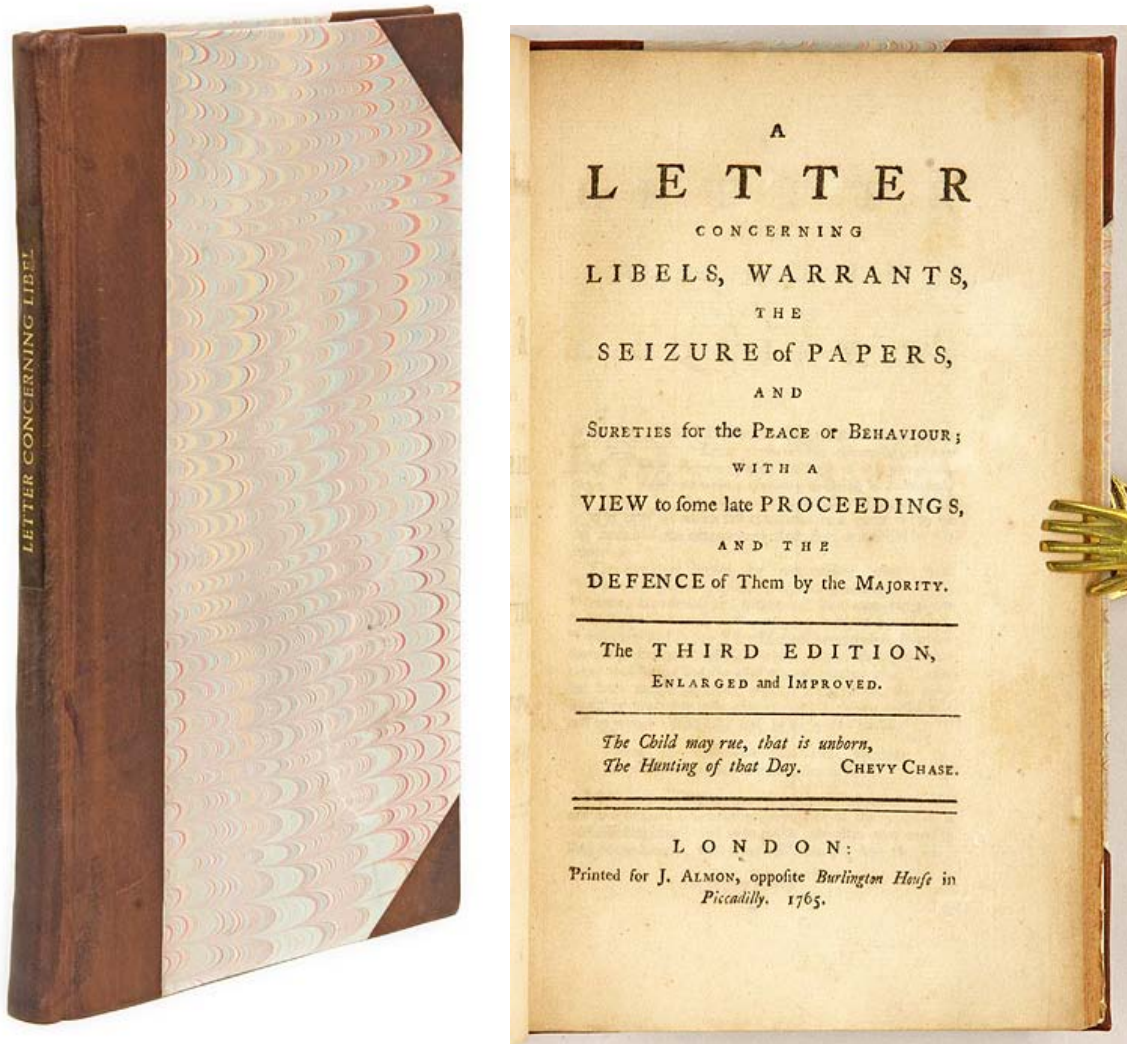 LETTER CONCERNING LIBEL
A
LETTER
CONCERNING
LIBELS, WARRANTS,
THE
SEIZURE of PAPERS,
AND
SURETIES for the PEACE or BEHAVIOUR;
WITH A
VIEW to ſome late PROCEEDINGS,
AND THE
DEFENCE of Them by the MAJORITY.
The THIRD EDITION,
ENLARGED and IMPROVED.
The Child may rue, that is unborn,
The Hunting of that Day. CHEVY CHASE.
LONDON:
Printed for J. ALMON, oppoſite Burlington Houſe in
Piccadilly. 1765.